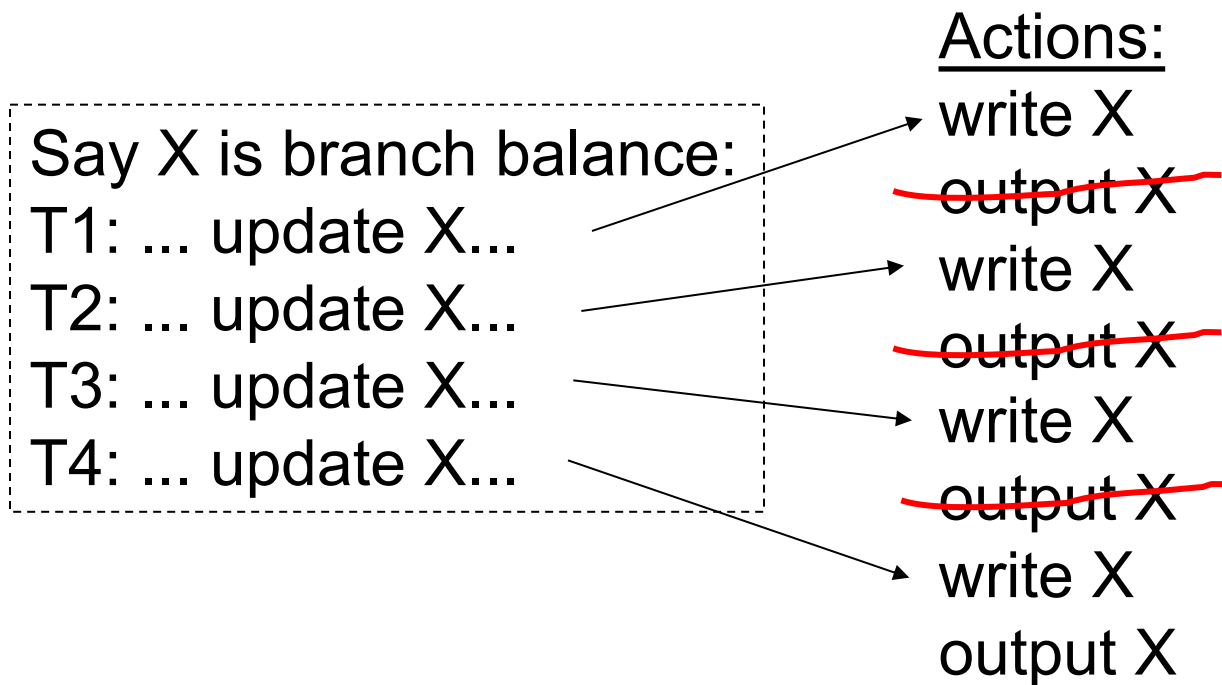 Say X is branch balance:
T1: ... update X...
T2: ... update X...
T3: ... update X...
T4: ... update X...
Actions:
write X
output X
write X
output X
write X
output X
write X
output X